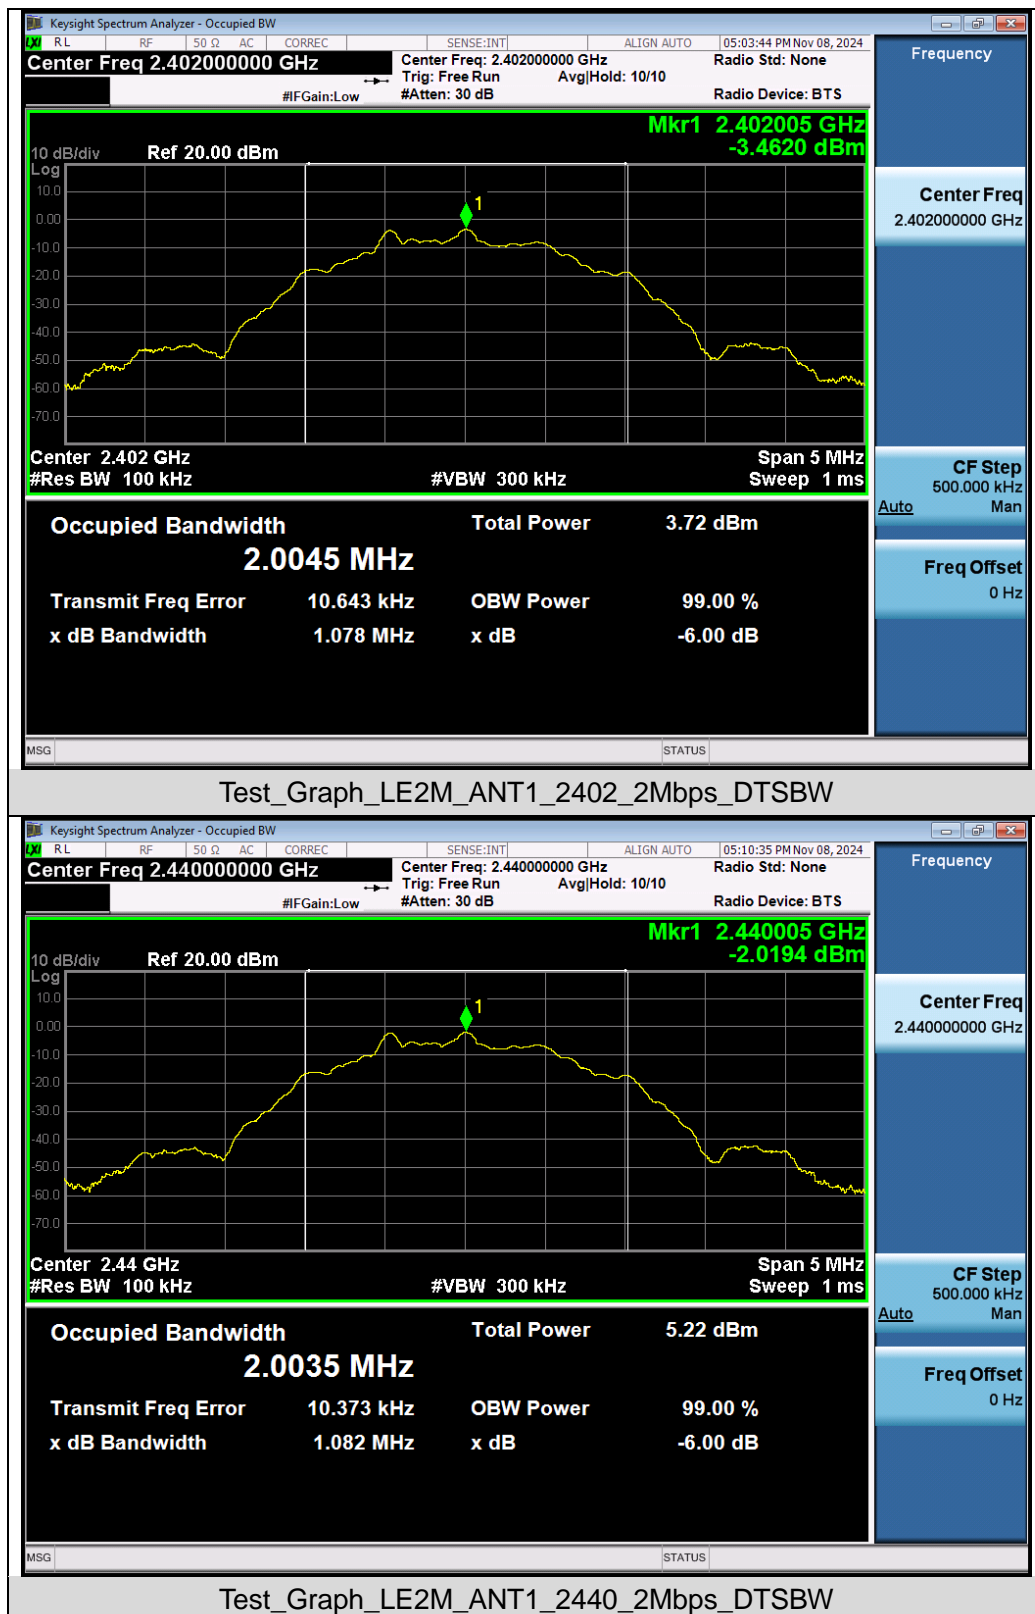 Keysight Spectrum Analyzer - Occupied BW
LXI RL RF 50 Ω AC CORREC SENSE:INT ALIGN AUTO 05:03:44 PM Nov 08, 2024
Center Freq 2.402000000 GHz Center Freq: 2.402000000 GHz Radio Std: None
Trig: Free Run Avg|Hold: 10/10
#IFGain:Low #Atten: 30 dB Radio Device: BTS
Mkr1 2.402005 GHz
-3.4620 dBm
10 dB/div Ref 20.00 dBm
Log
10.0
0.00
-10.0
-20.0
-30.0
-40.0
-50.0
-60.0
-70.0
1
Center 2.402 GHz Span 5 MHz
#Res BW 100 kHz #VBW 300 kHz Sweep 1 ms
Occupied Bandwidth Total Power 3.72 dBm
2.0045 MHz
Transmit Freq Error 10.643 kHz OBW Power 99.00 %
x dB Bandwidth 1.078 MHz x dB -6.00 dB
MSG STATUS
Frequency
Center Freq
2.402000000 GHz
CF Step
500.000 kHz
Auto Man
Freq Offset
0 Hz
Test_Graph_LE2M_ANT1_2402_2Mbps_DTSBW
Keysight Spectrum Analyzer - Occupied BW
LXI RL RF 50 Ω AC CORREC SENSE:INT ALIGN AUTO 05:10:35 PM Nov 08, 2024
Center Freq 2.440000000 GHz Center Freq: 2.440000000 GHz Radio Std: None
Trig: Free Run Avg|Hold: 10/10
#IFGain:Low #Atten: 30 dB Radio Device: BTS
Mkr1 2.440005 GHz
-2.0194 dBm
10 dB/div Ref 20.00 dBm
Log
10.0
0.00
-10.0
-20.0
-30.0
-40.0
-50.0
-60.0
-70.0
1
Center 2.44 GHz Span 5 MHz
#Res BW 100 kHz #VBW 300 kHz Sweep 1 ms
Occupied Bandwidth Total Power 5.22 dBm
2.0035 MHz
Transmit Freq Error 10.373 kHz OBW Power 99.00 %
x dB Bandwidth 1.082 MHz x dB -6.00 dB
MSG STATUS
Frequency
Center Freq
2.440000000 GHz
CF Step
500.000 kHz
Auto Man
Freq Offset
0 Hz
Test_Graph_LE2M_ANT1_2440_2Mbps_DTSBW